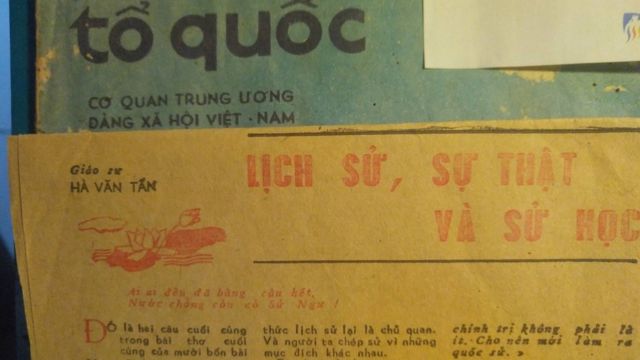 tổ quốc
CƠ QUAN TRUNG ƯƠNG
ĐẢNG XÃ HỘI VIỆT - NAM
Giáo sư
HÀ VĂN TẤN
LỊCH SỬ, SỰ THẬT
VÀ SỬ HỌC
Ai ai đều đã bằng câu hết,
Nước chẳng còn có Sử Ngư !
ĐÓ là hai câu cuối cùng
trong bài thơ cuối
cùng của mười bốn bài
thức lịch sử lại là chủ quan.
Và người ta chép sử vì những
mục đích khác nhau.
chính trị không phải là
ít. Cho nên mới làm ra
quốc sử. »